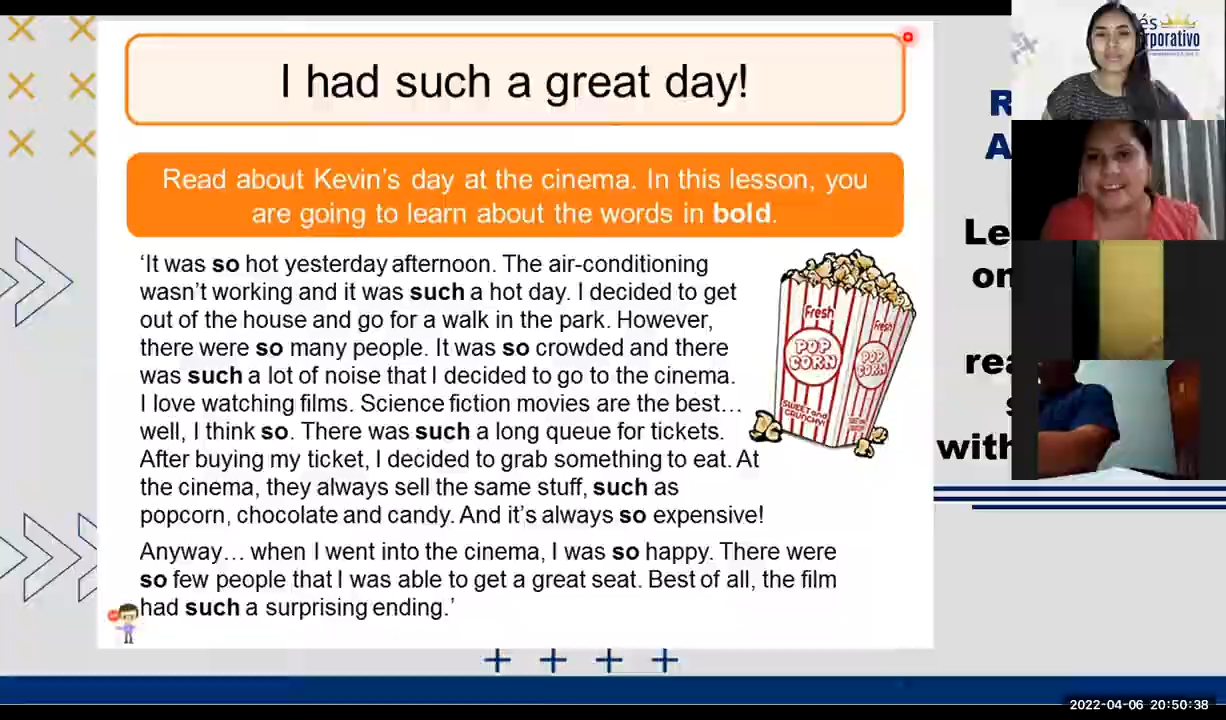 I had such a great day!
Read about Kevin's day at the cinema. In this lesson, you
are going to learn about the words in bold.
'It was so hot yesterday afternoon. The air-conditioning
wasn't working and it was such a hot day. I decided to get
out of the house and go for a walk in the park. However,
there were so many people. It was so crowded and there
was such a lot of noise that I decided to go to the cinema.
I love watching films. Science fiction movies are the best…
well, I think so. There was such a long queue for tickets.
After buying my ticket, I decided to grab something to eat. At
the cinema, they always sell the same stuff, such as
popcorn, chocolate and candy. And it's always so expensive!
Anyway… when I went into the cinema, I was so happy. There were
so few people that I was able to get a great seat. Best of all, the film
had such a surprising ending.'
Fresh
Fresh
POP
CORN
POP
CORN
SWEET and
CRUNCHY!
és
rporativo
R
A
Le
on
rea
s
with
2022-04-06 20:50:38